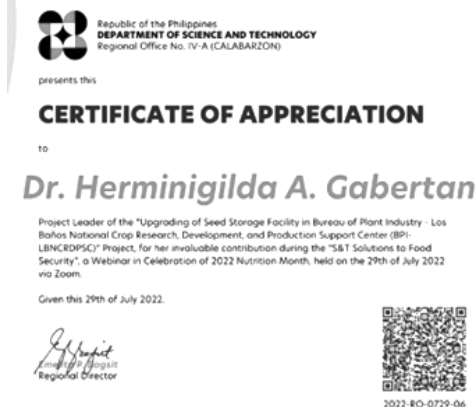 Republic of the Philippines
DEPARTMENT OF SCIENCE AND TECHNOLOGY
Regional Office No. IV-A (CALABARZON)
presents this
CERTIFICATE OF APPRECIATION
to
Dr. Herminigilda A. Gabertan
Project Leader of the "Upgrading of Seed Storage Facility in Bureau of Plant Industry - Los
Baños National Crop Research, Development, and Production Support Center (BPI-
LBNCRDPSC)" Project, for her invaluable contribution during the "S&T Solutions to Food
Security", a Webinar in Celebration of 2022 Nutrition Month, held on the 29th of July 2022
via Zoom.
Given this 29th of July 2022.
Emelita P. Bagsit
Regional Director
2022-RO-0729-06